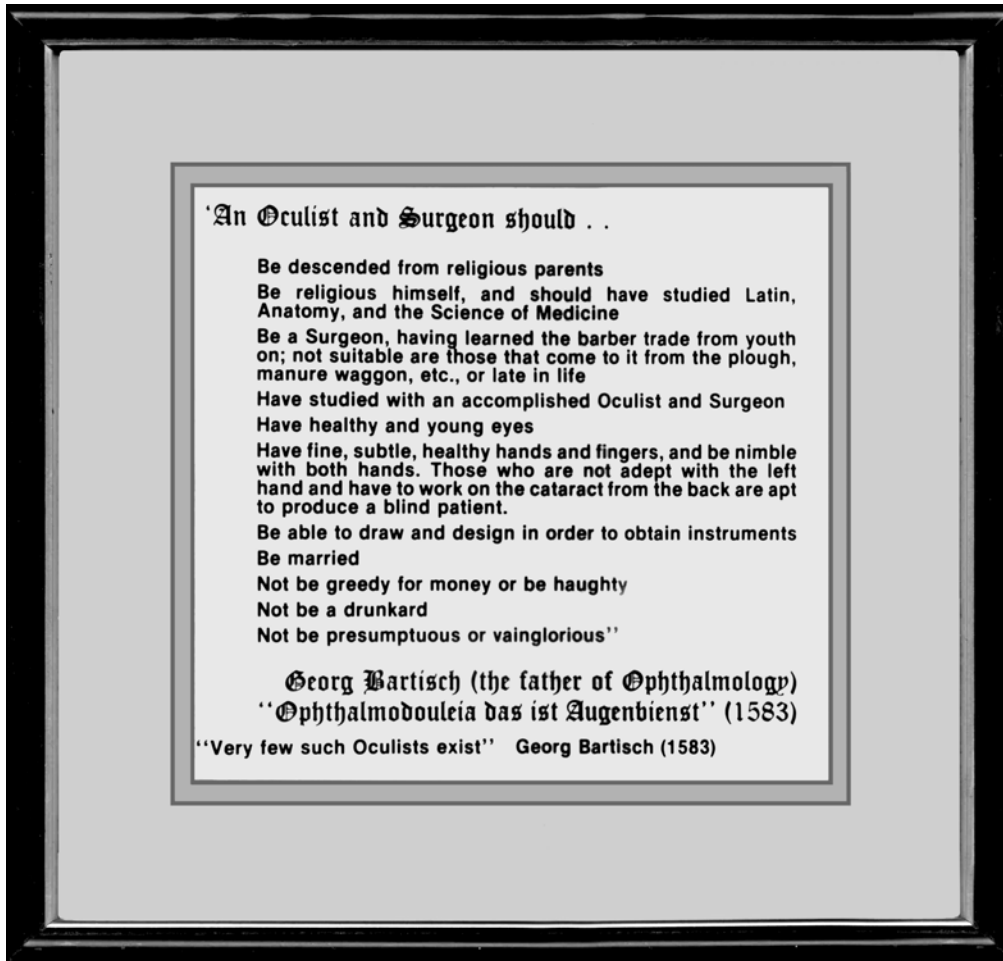 'An Oculist and Surgeon should . .
Be descended from religious parents
Be religious himself, and should have studied Latin,
Anatomy, and the Science of Medicine
Be a Surgeon, having learned the barber trade from youth
on; not suitable are those that come to it from the plough,
manure waggon, etc., or late in life
Have studied with an accomplished Oculist and Surgeon
Have healthy and young eyes
Have fine, subtle, healthy hands and fingers, and be nimble
with both hands. Those who are not adept with the left
hand and have to work on the cataract from the back are apt
to produce a blind patient.
Be able to draw and design in order to obtain instruments
Be married
Not be greedy for money or be haughty
Not be a drunkard
Not be presumptuous or vainglorious''
Georg Bartisch (the father of Ophthalmology)
''Ophthalmodouleia das ist Augenbienst'' (1583)
''Very few such Oculists exist'' Georg Bartisch (1583)